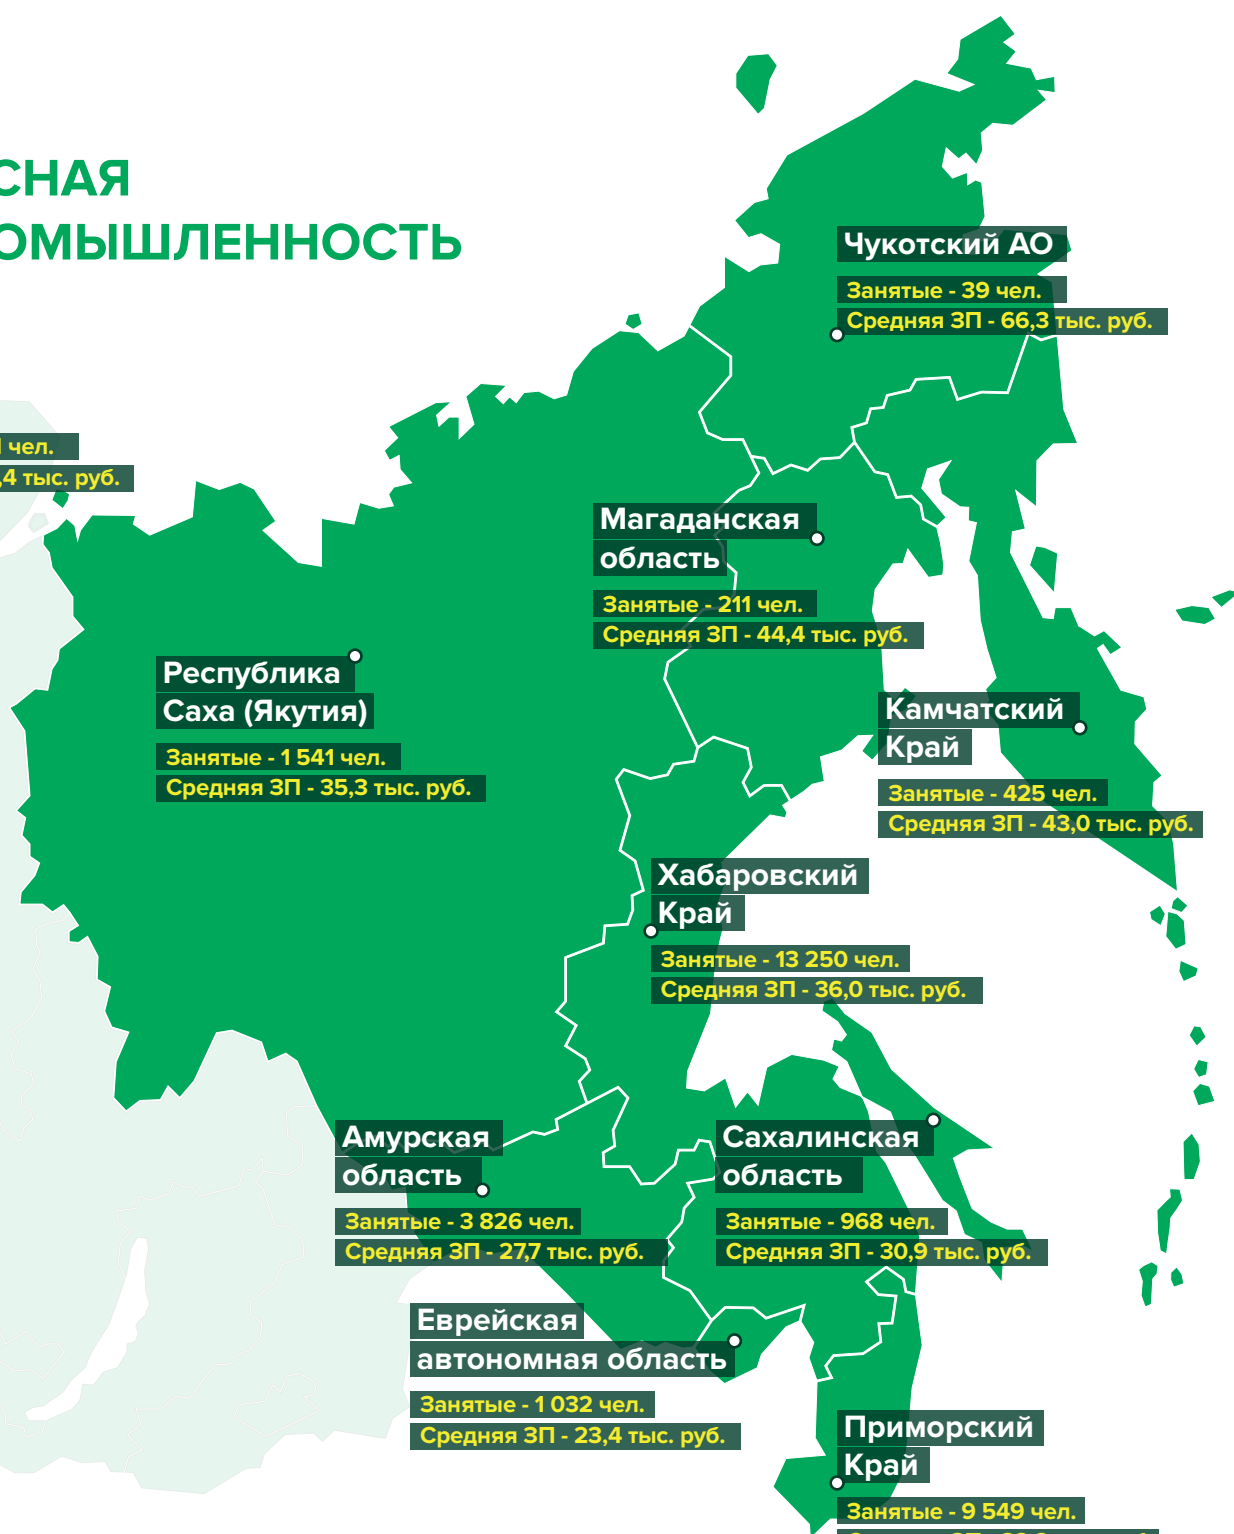 СНАЯ
ОМЫШЛЕННОСТЬ
Чукотский АО
Занятые - 39 чел.
Средняя ЗП - 66,3 тыс. руб.
чел.
,4 тыс. руб.
Магаданская
область
Занятые - 211 чел.
Средняя ЗП - 44,4 тыс. руб.
Республика
Саха (Якутия)
Занятые - 1 541 чел.
Средняя ЗП - 35,3 тыс. руб.
Камчатский
Край
Занятые - 425 чел.
Средняя ЗП - 43,0 тыс. руб.
Хабаровский
Край
Занятые - 13 250 чел.
Средняя ЗП - 36,0 тыс. руб.
Амурская
область
Занятые - 3 826 чел.
Средняя ЗП - 27,7 тыс. руб.
Сахалинская
область
Занятые - 968 чел.
Средняя ЗП - 30,9 тыс. руб.
Еврейская
автономная область
Занятые - 1 032 чел.
Средняя ЗП - 23,4 тыс. руб.
Приморский
Край
Занятые - 9 549 чел.